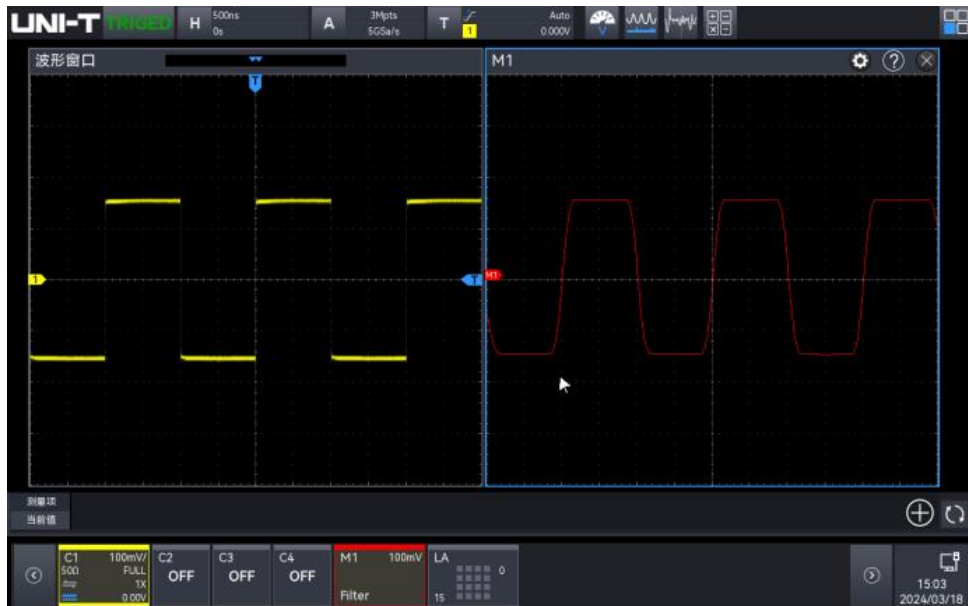 UNI-T TRIGED H 500ns 0s A 3Mpts 5GSa/s T 1 Auto 0.000V
波形窗口
M1
T
1
T
M1
测量项
当前值
C1 100mV/
50Ω FULL
1X
0.00V
C2
OFF
C3
OFF
C4
OFF
M1 100mV
Filter
LA
0
15
15:03
2024/03/18